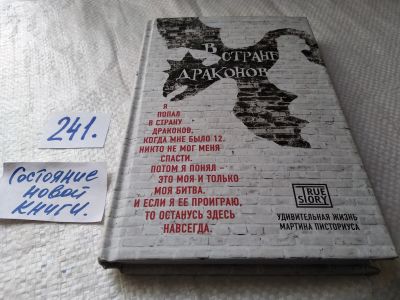 241.
Состояние
новой
книги.
В СТРАНЕ
ДРАКОНОВ
Я
ПОПАЛ
В СТРАНУ
ДРАКОНОВ,
КОГДА МНЕ БЫЛО 12.
НИКТО НЕ МОГ МЕНЯ
СПАСТИ.
ПОТОМ Я ПОНЯЛ –
ЭТО МОЯ И ТОЛЬКО
МОЯ БИТВА.
И ЕСЛИ Я ЕЕ ПРОИГРАЮ,
ТО ОСТАНУСЬ ЗДЕСЬ
НАВСЕГДА.
TRUE
STORY
УДИВИТЕЛЬНАЯ ЖИЗНЬ
МАРТИНА ПИСТОРИУСА